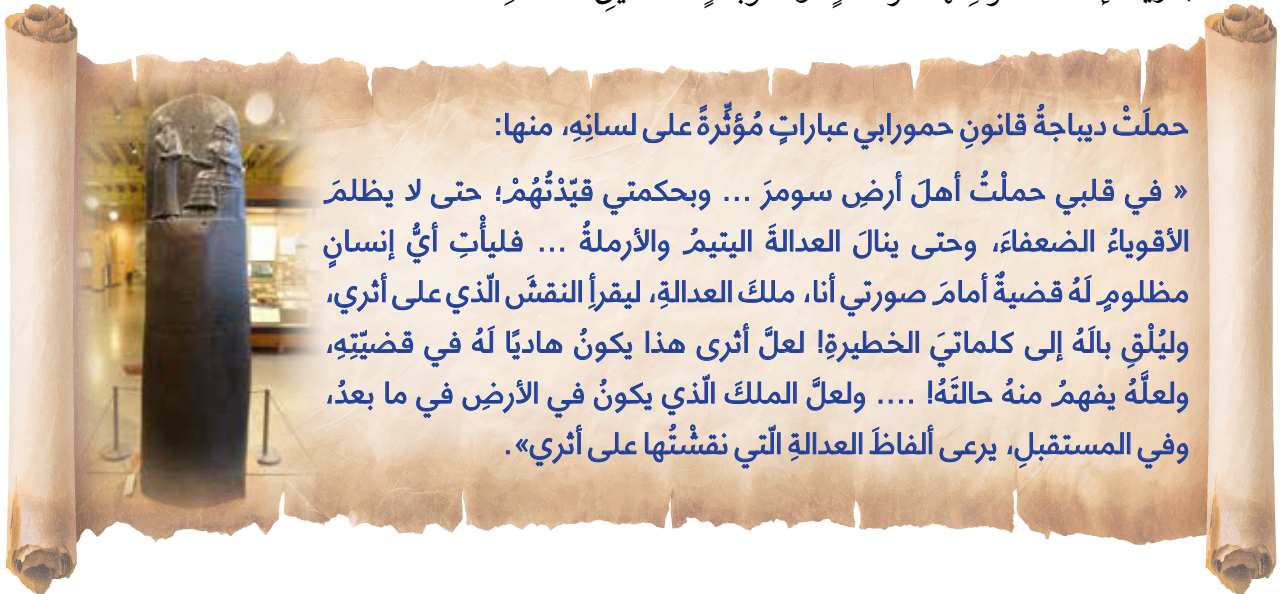 حملَتْ ديباجةُ قانونِ حمورابي عباراتٍ مُؤثِّرةً على لسانِهِ، منها:
« في قلبي حملْتُ أهلَ أرضِ سومرَ ... وبحكمتي قيّدْتُهُمْ؛ حتى لا يظلمَ
الأقوياءُ الضعفاءَ، وحتى ينالَ العدالةَ اليتيمُ والأرملةُ ... فليأْتِ أيُّ إنسانٍ
مظلومٍ لَهُ قضيةٌ أمامَ صورتي أنا، ملكَ العدالةِ، ليقرأِ النقشَ الّذي على أثري،
وليُلْقِ بالَهُ إلى كلماتيَ الخطيرةِ! لعلَّ أثرى هذا يكونُ هاديًا لَهُ في قضيّتِهِ،
ولعلَّهُ يفهمُ منهُ حالتَهُ! .... ولعلَّ الملكَ الّذي يكونُ في الأرضِ في ما بعدُ،
وفي المستقبلِ، يرعى ألفاظَ العدالةِ الّتي نقشْتُها على أثري».